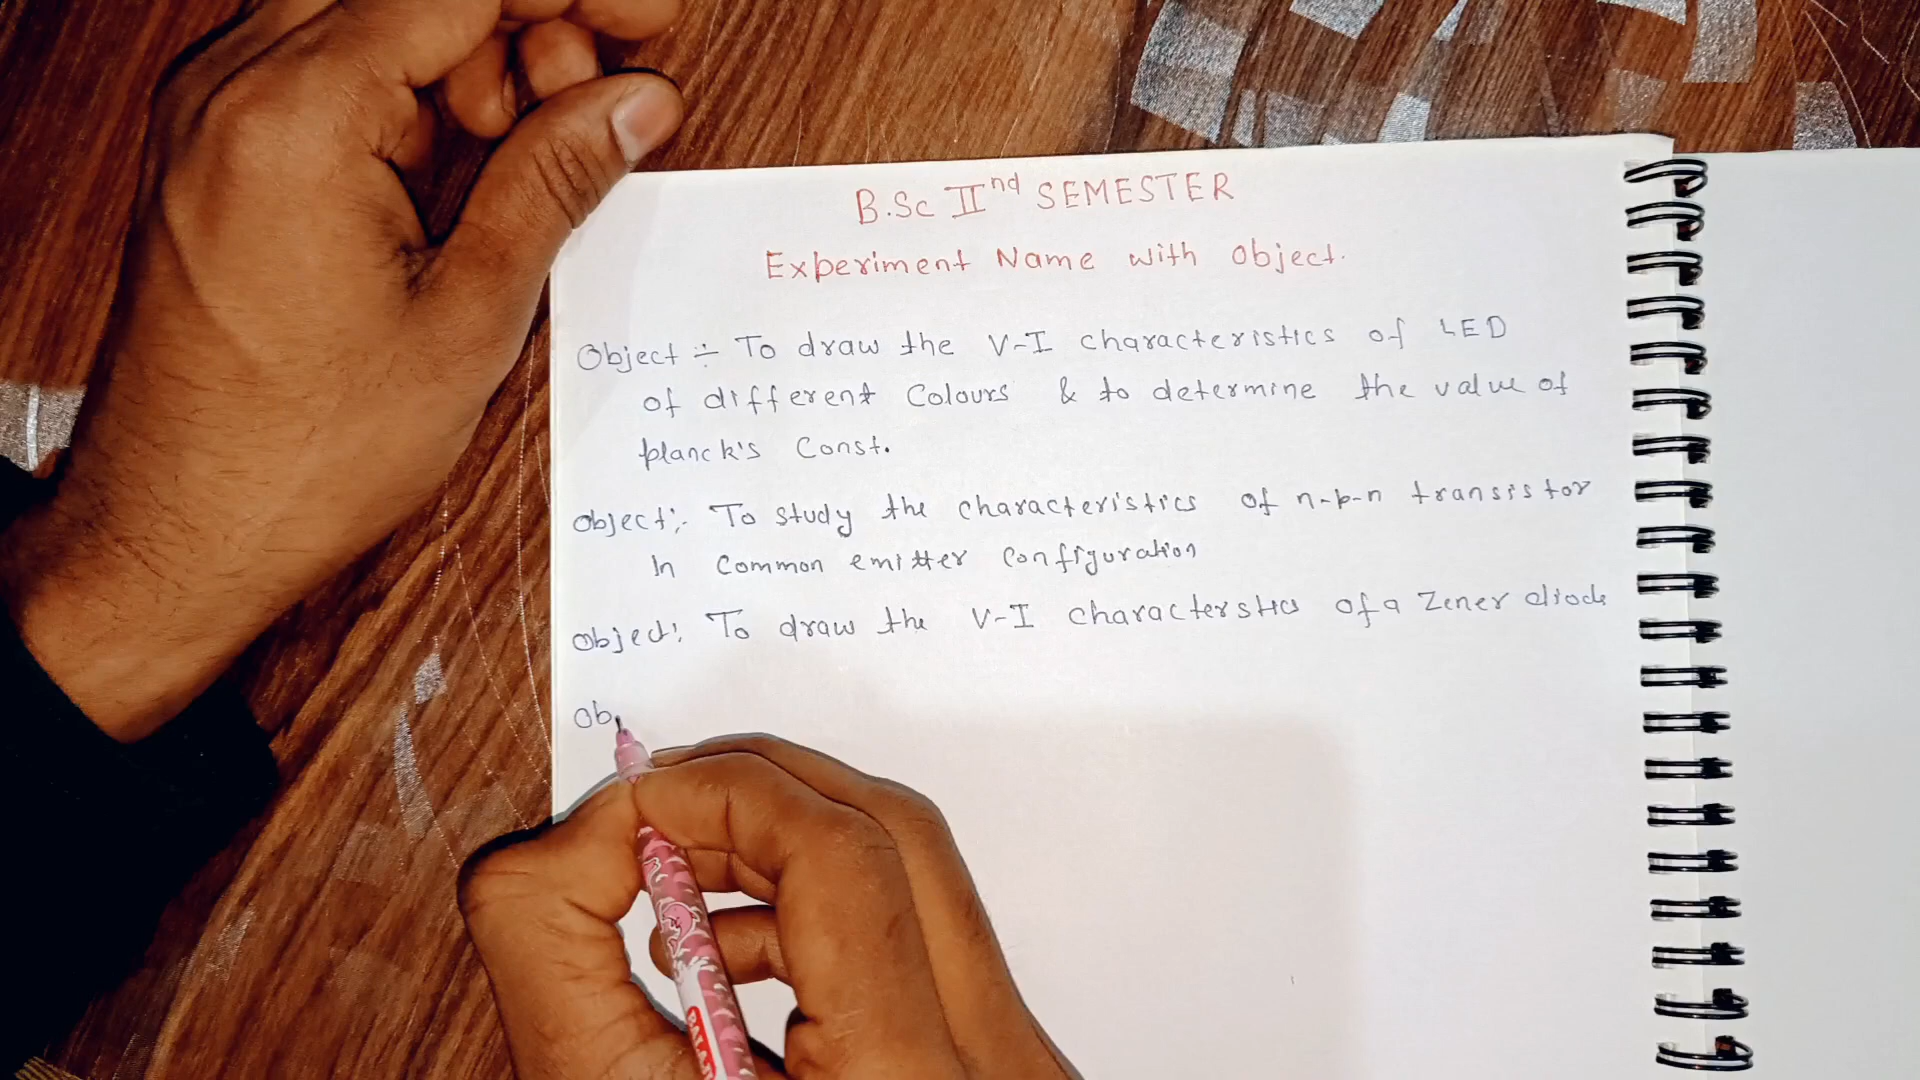 B.Sc IInd SEMESTER
Experiment Name with Object.
Object ÷ To draw the V-I characteristics of LED
of different Colours & to determine the value of
planck's Const.
Object:- To study the characteristics of n-p-n transistor
In Common emitter Configuration
Object: To draw the V-I characterstics of a Zener diode
Ob